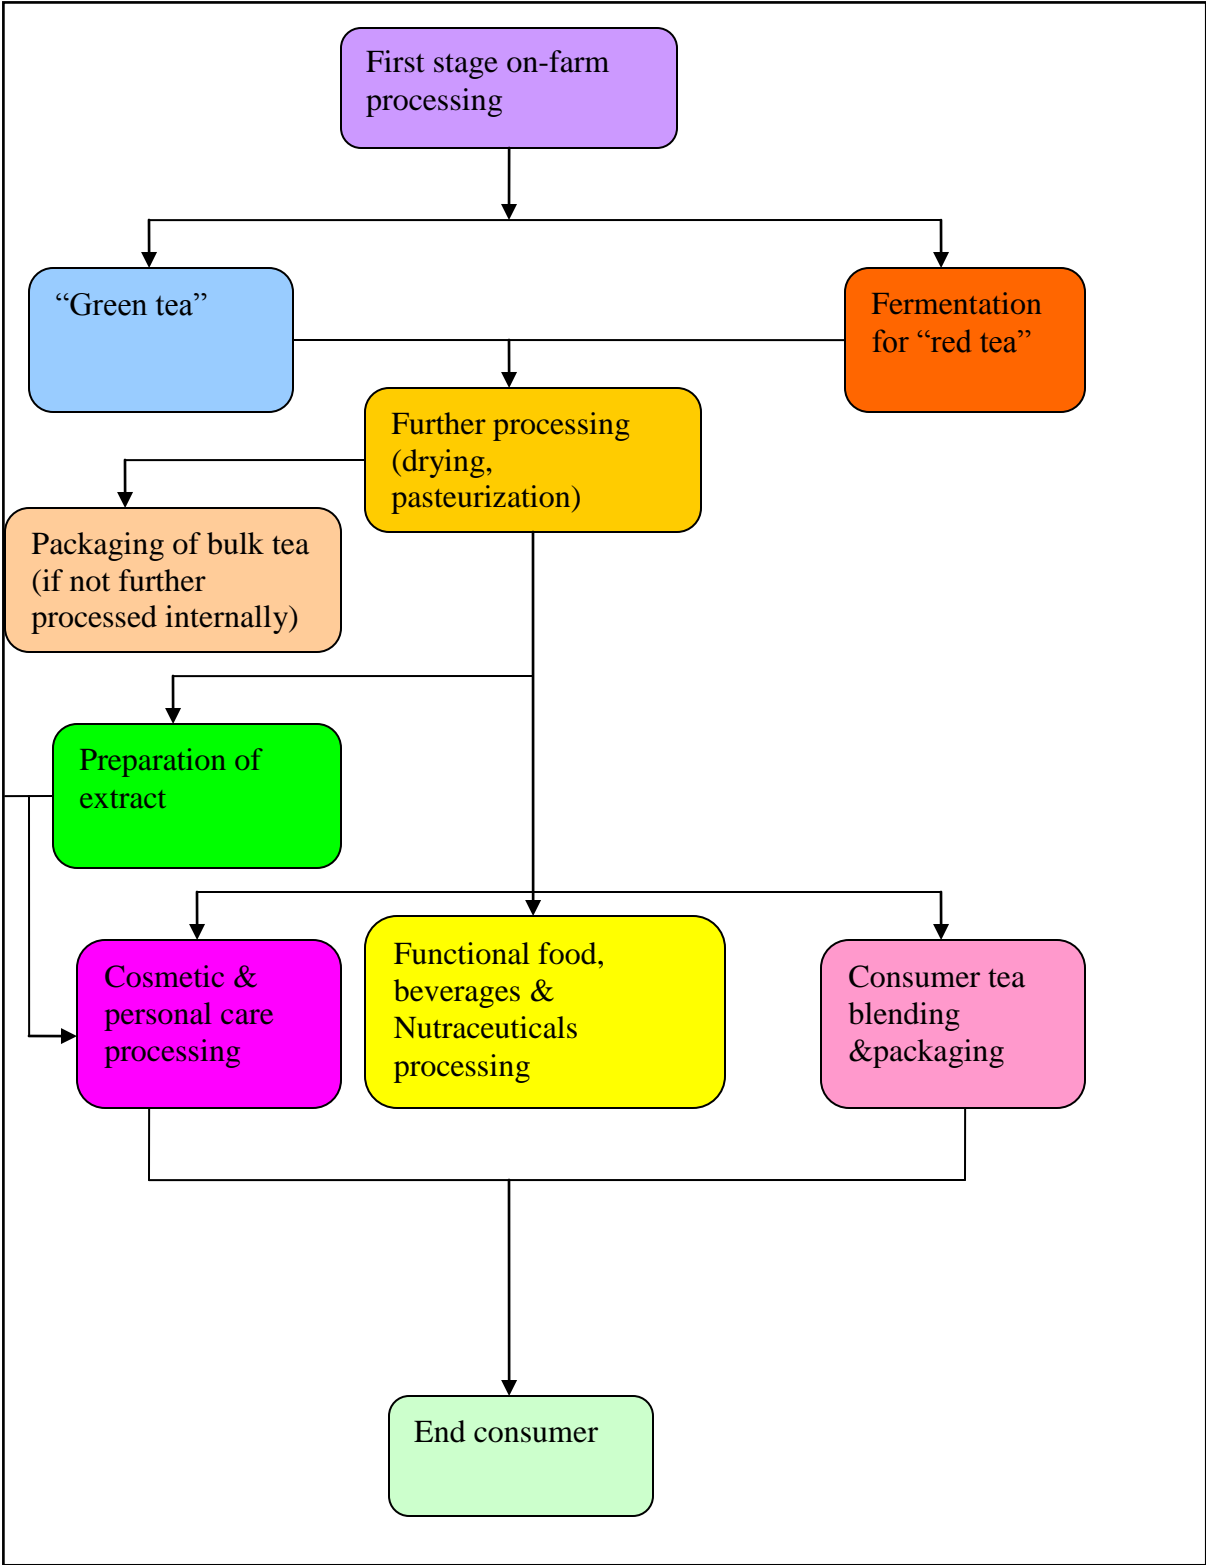 First stage on-farm
processing
“Green tea”
Fermentation
for “red tea”
Further processing
(drying,
pasteurization)
Packaging of bulk tea
(if not further
processed internally)
Preparation of
extract
Cosmetic &
personal care
processing
Functional food,
beverages &
Nutraceuticals
processing
Consumer tea
blending
&packaging
End consumer